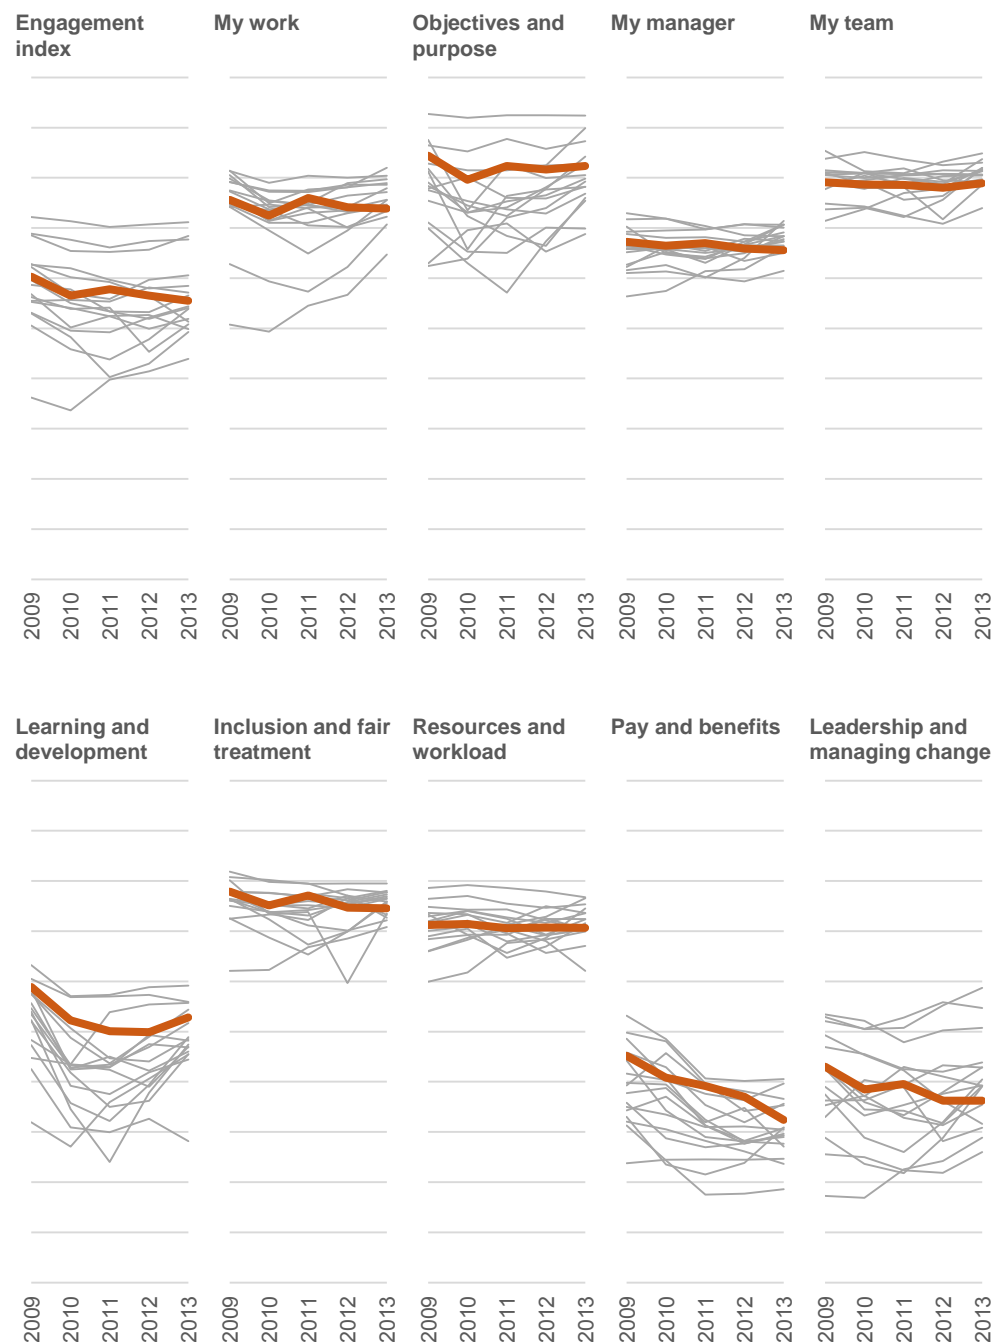 Engagement
index
My work
Objectives and
purpose
My manager
My team
2009 2010 2011 2012 2013
2009 2010 2011 2012 2013
2009 2010 2011 2012 2013
2009 2010 2011 2012 2013
2009 2010 2011 2012 2013
Learning and
development
Inclusion and fair
treatment
Resources and
workload
Pay and benefits
Leadership and
managing change
2009 2010 2011 2012 2013
2009 2010 2011 2012 2013
2009 2010 2011 2012 2013
2009 2010 2011 2012 2013
2009 2010 2011 2012 2013